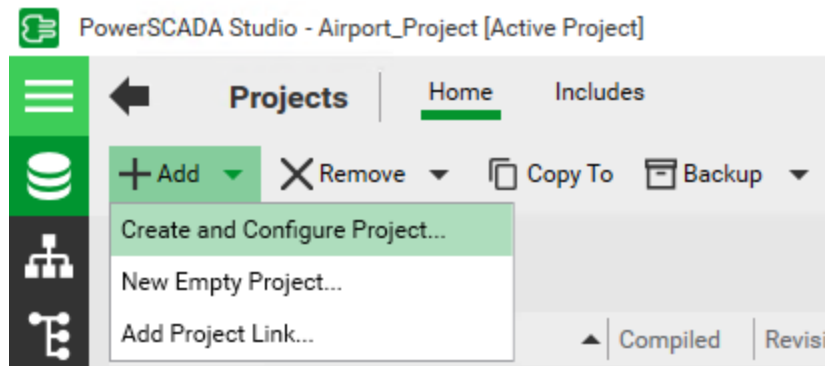 PowerSCADA Studio - Airport_Project [Active Project]
Projects Home Includes
Add Remove Copy To Backup
Create and Configure Project...
New Empty Project...
Add Project Link...
Compiled